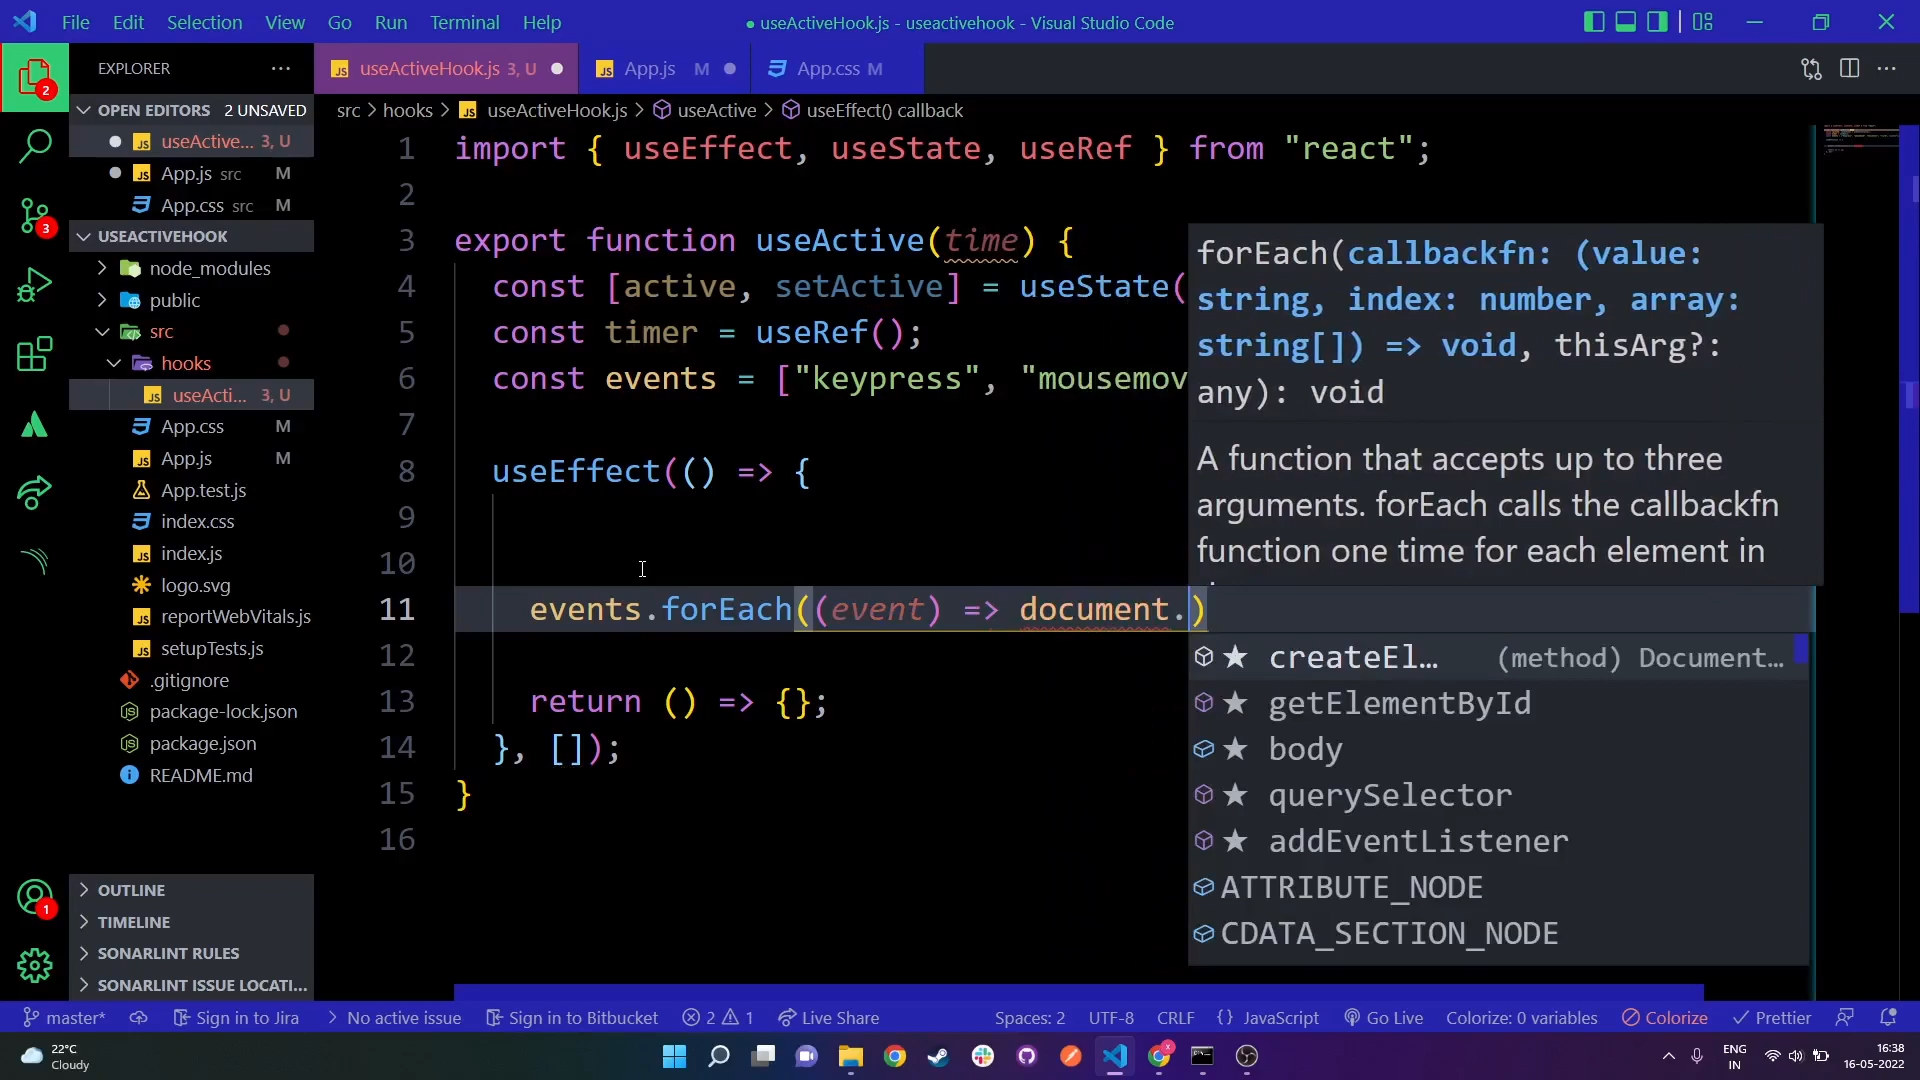 File Edit Selection View Go Run Terminal Help
● useActiveHook.js - useactivehook - Visual Studio Code
EXPLORER ...
useActiveHook.js 3, U
App.js M
App.css M
OPEN EDITORS 2 UNSAVED
useActive... 3, U
App.js src M
App.css src M
USEACTIVEHOOK
node_modules
public
src
hooks
useActi... 3, U
App.css M
App.js M
App.test.js
index.css
index.js
logo.svg
reportWebVitals.js
setupTests.js
.gitignore
package-lock.json
package.json
README.md
OUTLINE
TIMELINE
SONARLINT RULES
SONARLINT ISSUE LOCATI...
2
3
1
src > hooks > useActiveHook.js > useActive > useEffect() callback
1 import { useEffect, useState, useRef } from "react";
2
3 export function useActive(time) {
4 const [active, setActive] = useState(
5 const timer = useRef();
6 const events = ["keypress", "mousemov
7
8 useEffect(() => {
9
10
11 events.forEach((event) => document.)
12
13 return () => {};
14 }, []);
15 }
16
forEach(callbackfn: (value:
string, index: number, array:
string[]) => void, thisArg?:
any): void
A function that accepts up to three
arguments. forEach calls the callbackfn
function one time for each element in
createEl... (method) Document...
getElementById
body
querySelector
addEventListener
ATTRIBUTE_NODE
CDATA_SECTION_NODE
master* Sign in to Jira No active issue Sign in to Bitbucket 2 1 Live Share Spaces: 2 UTF-8 CRLF {} JavaScript Go Live Colorize: 0 variables Colorize Prettier
22°C
Cloudy
ENG
IN
16:38
16-05-2022